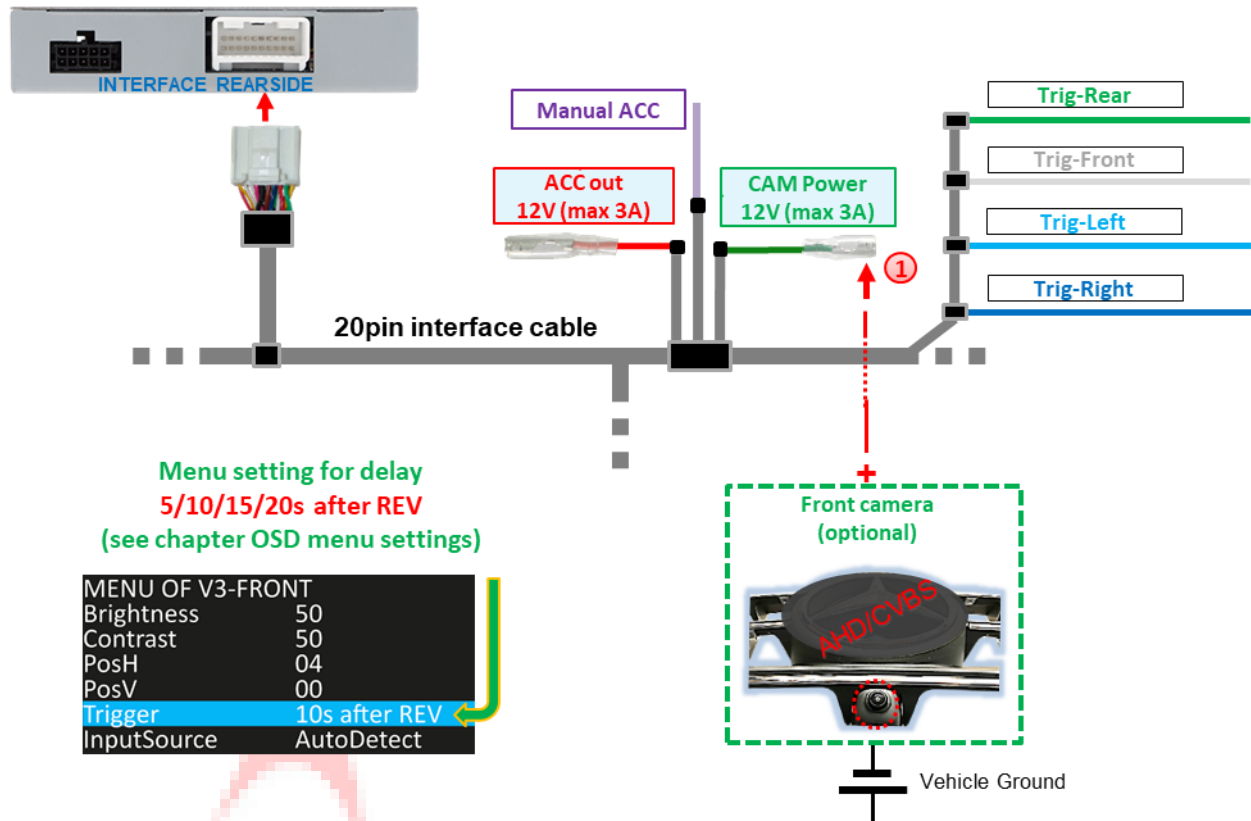 INTERFACE REARSIDE
Manual ACC
ACC out
12V (max 3A)
CAM Power
12V (max 3A)
Trig-Rear
Trig-Front
Trig-Left
Trig-Right
1
20pin interface cable
Menu setting for delay
5/10/15/20s after REV
(see chapter OSD menu settings)
MENU OF V3-FRONT
Brightness 50
Contrast 50
PosH 04
PosV 00
Trigger 10s after REV
InputSource AutoDetect
+
Front camera
(optional)
AHD/CVBS
Vehicle Ground